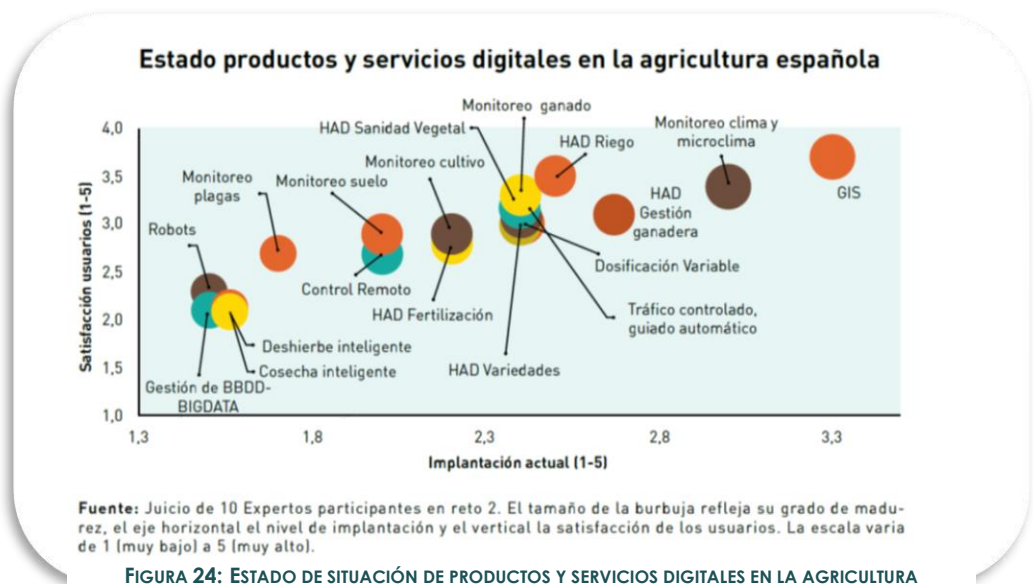 Estado productos y servicios digitales en la agricultura española
Monitoreo ganado
HAD Sanidad Vegetal
Monitoreo clima y
microclima
HAD Riego
Monitoreo cultivo
Monitoreo
plagas
Monitoreo suelo
GIS
HAD
Gestión
ganadera
Robots
Dosificación Variable
Control Remoto
HAD Fertilización
Tráfico controlado,
guiado automático
Deshierbe inteligente
Cosecha inteligente
HAD Variedades
Gestión de BBDD-
BIGDATA
Satisfacción usuarios (1-5)
4,0
3,5
3,0
2,5
2,0
1,5
1,0
1,3
1,8
2,3
2,8
3,3
Implantación actual (1-5)
Fuente: Juicio de 10 Expertos participantes en reto 2. El tamaño de la burbuja refleja su grado de madu-
rez, el eje horizontal el nivel de implantación y el vertical la satisfacción de los usuarios. La escala varia
de 1 (muy bajo) a 5 (muy alto).
FIGURA 24: ESTADO DE SITUACIÓN DE PRODUCTOS Y SERVICIOS DIGITALES EN LA AGRICULTURA